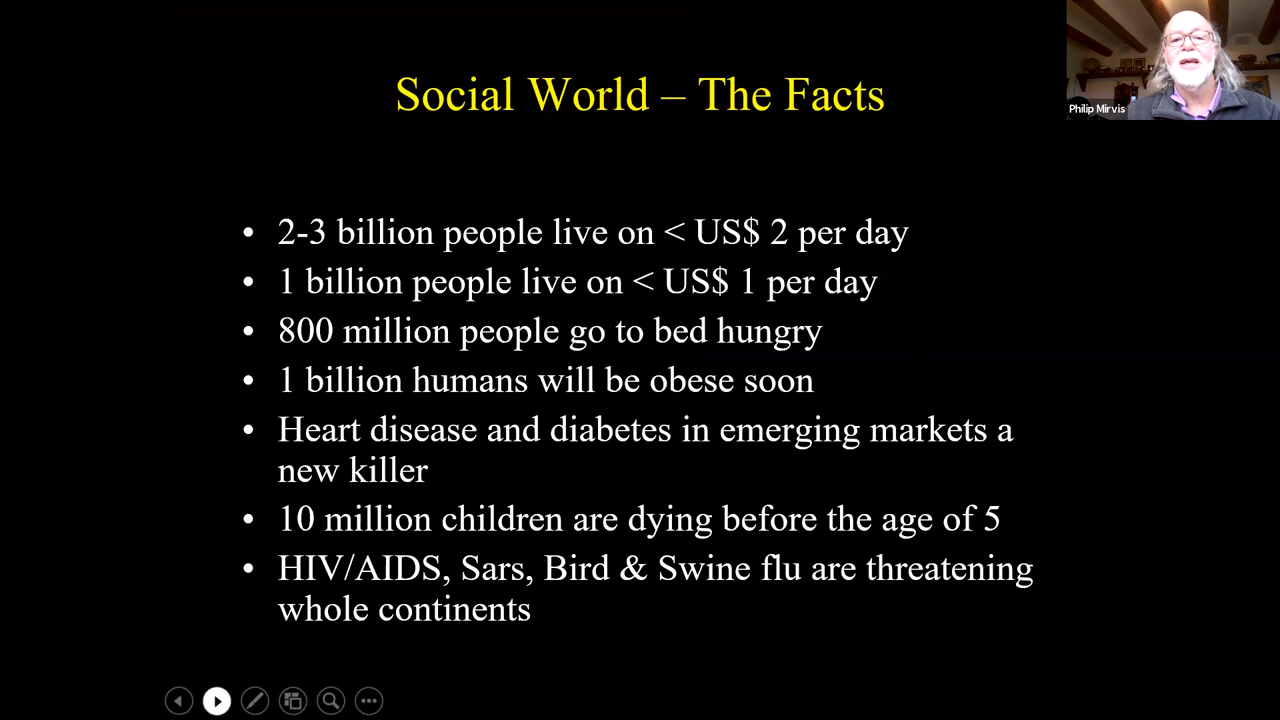 Social World – The Facts
Philip Mirvis
• 2-3 billion people live on < US$ 2 per day
• 1 billion people live on < US$ 1 per day
• 800 million people go to bed hungry
• 1 billion humans will be obese soon
• Heart disease and diabetes in emerging markets a
new killer
• 10 million children are dying before the age of 5
• HIV/AIDS, Sars, Bird & Swine flu are threatening
whole continents